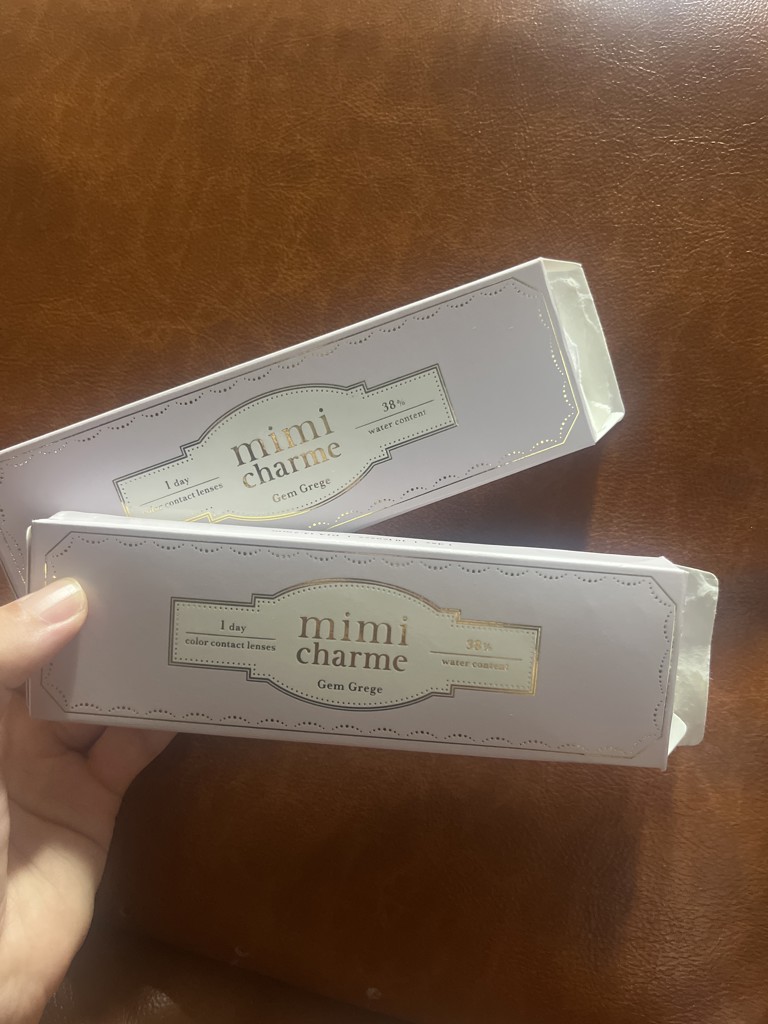 mimi
charme
Gem Grege
1 day
contact lenses
38%
water content
mimi
charme
Gem Grege
1 day
color contact lenses
38%
water content